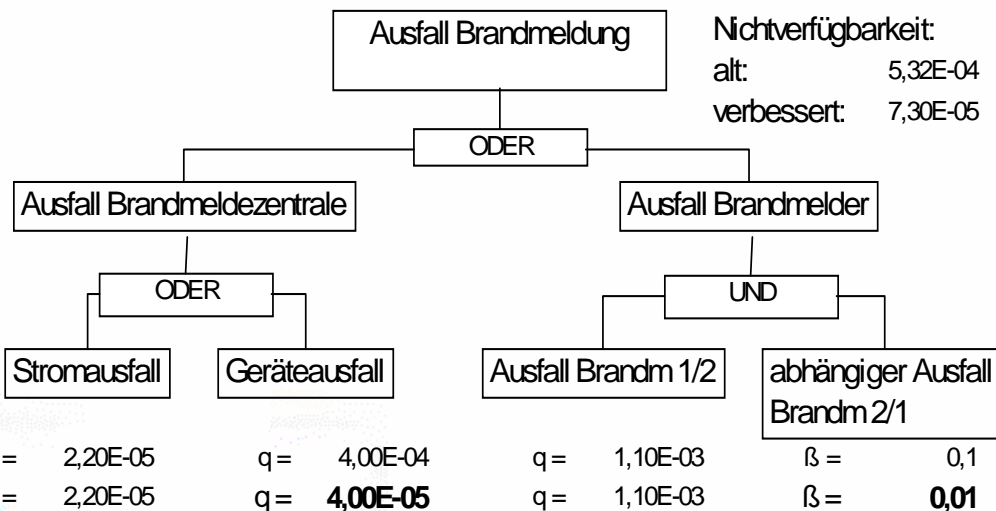 Ausfall Brandmeldung
Nichtverfügbarkeit:
alt: 5,32E-04
verbessert: 7,30E-05
ODER
Ausfall Brandmeldezentrale
Ausfall Brandmelder
ODER
UND
Stromausfall
Geräteausfall
Ausfall Brandm 1/2
abhängiger Ausfall
Brandm 2/1
= 2,20E-05 q = 4,00E-04 q = 1,10E-03 ß = 0,1
= 2,20E-05 q = 4,00E-05 q = 1,10E-03 ß = 0,01